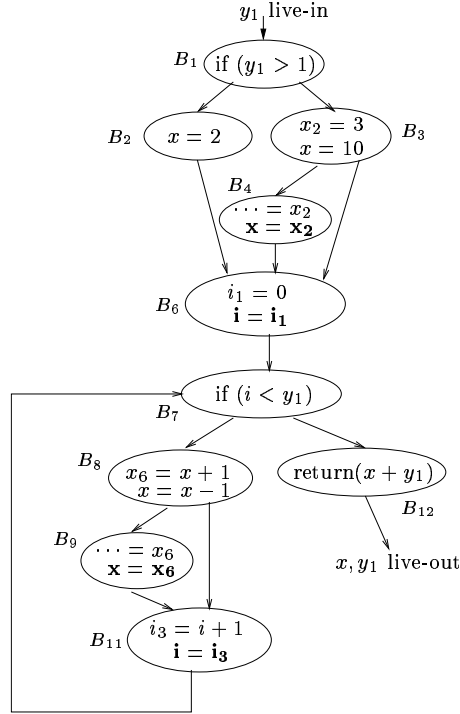 y₁ live-in
B₁
if (y₁ > 1)
B₂
x = 2
x₂ = 3
x = 10
B₃
B₄
··· = x₂
x = x₂
B₆
i₁ = 0
i = i₁
if (i < y₁)
B₇
B₈
x₆ = x + 1
x = x − 1
return(x + y₁)
B₁₂
B₉
··· = x₆
x = x₆
x, y₁ live-out
B₁₁
i₃ = i + 1
i = i₃